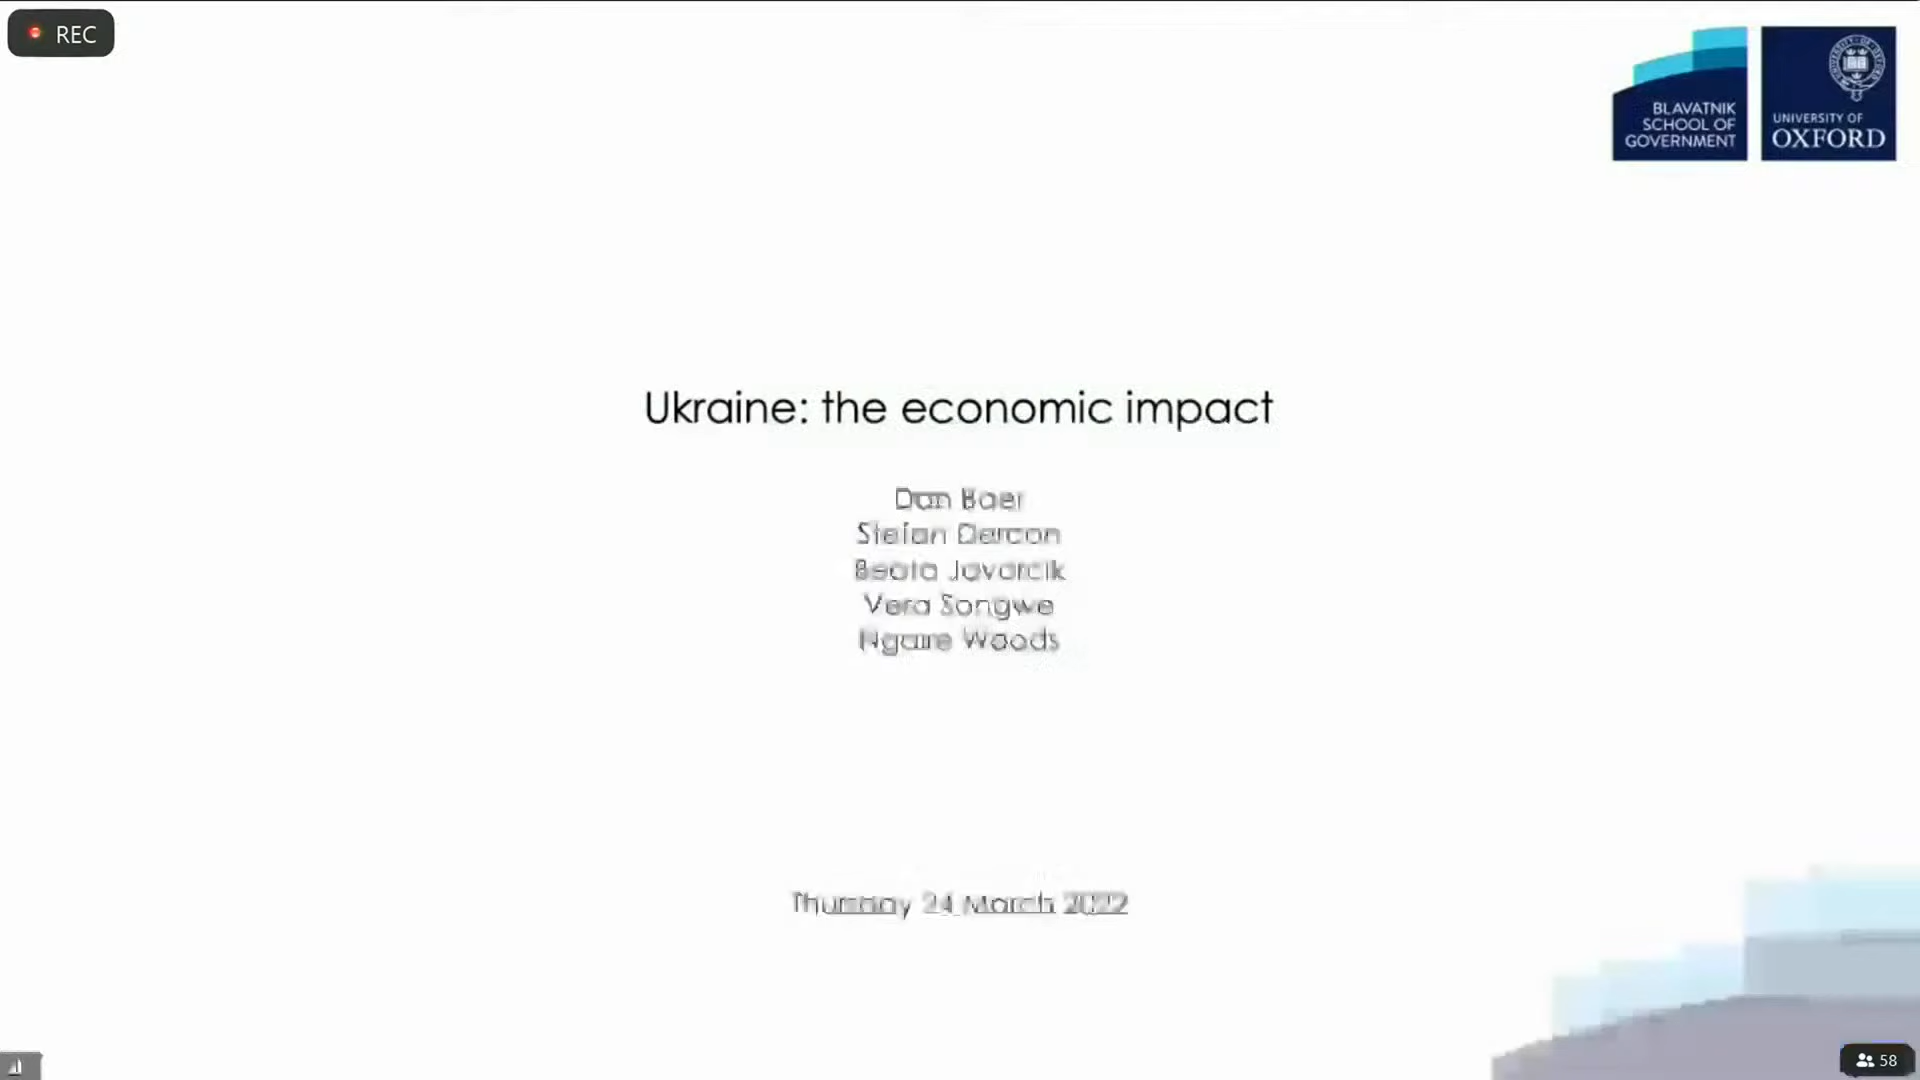 REC
BLAVATNIK
SCHOOL OF
GOVERNMENT
UNIVERSITY OF
OXFORD
Ukraine: the economic impact
Dan Baer
Stefan Dercon
Beata Javorcik
Vera Songwe
Ngaire Woods
Thursday 24 March 2022
58